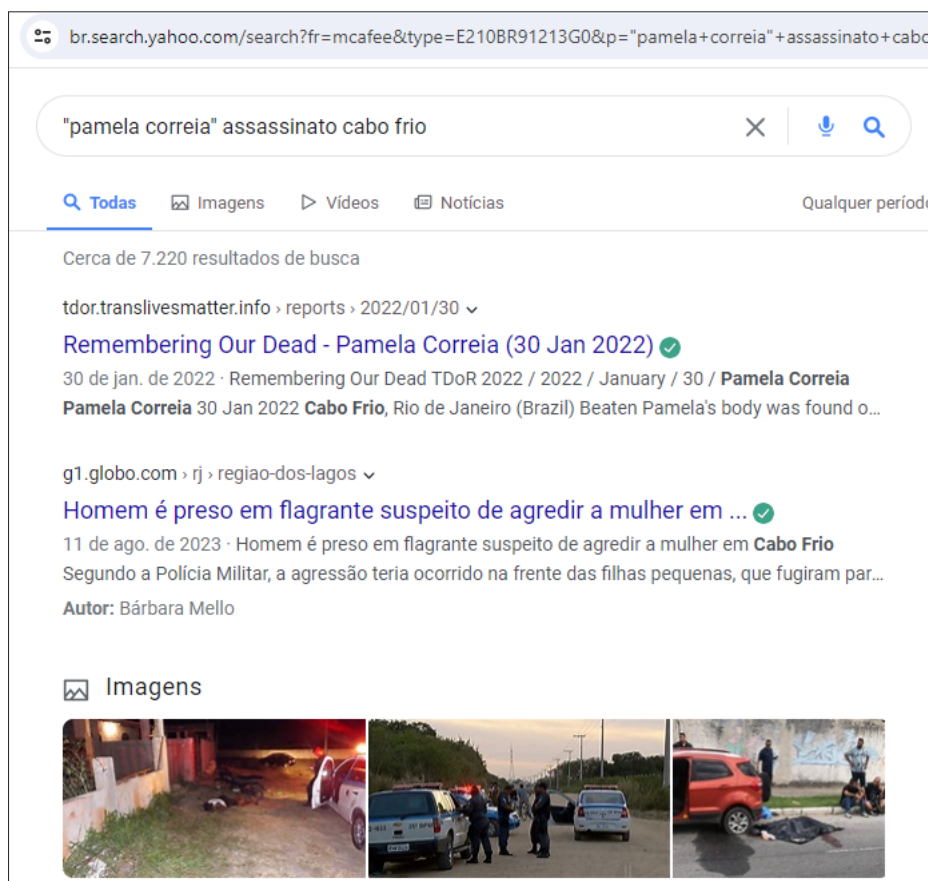 br.search.yahoo.com/search?fr=mcafee&type=E210BR91213G0&p="pamela+correia"+assassinato+cabo
"pamela correia" assassinato cabo frio
Todas Imagens Vídeos Notícias Qualquer período
Cerca de 7.220 resultados de busca
tdor.translivesmatter.info › reports › 2022/01/30
Remembering Our Dead - Pamela Correia (30 Jan 2022)
30 de jan. de 2022 · Remembering Our Dead TDoR 2022 / 2022 / January / 30 / Pamela Correia
Pamela Correia 30 Jan 2022 Cabo Frio, Rio de Janeiro (Brazil) Beaten Pamela's body was found o...
g1.globo.com › rj › regiao-dos-lagos
Homem é preso em flagrante suspeito de agredir a mulher em ...
11 de ago. de 2023 · Homem é preso em flagrante suspeito de agredir a mulher em Cabo Frio
Segundo a Polícia Militar, a agressão teria ocorrido na frente das filhas pequenas, que fugiram par...
Autor: Bárbara Mello
Imagens